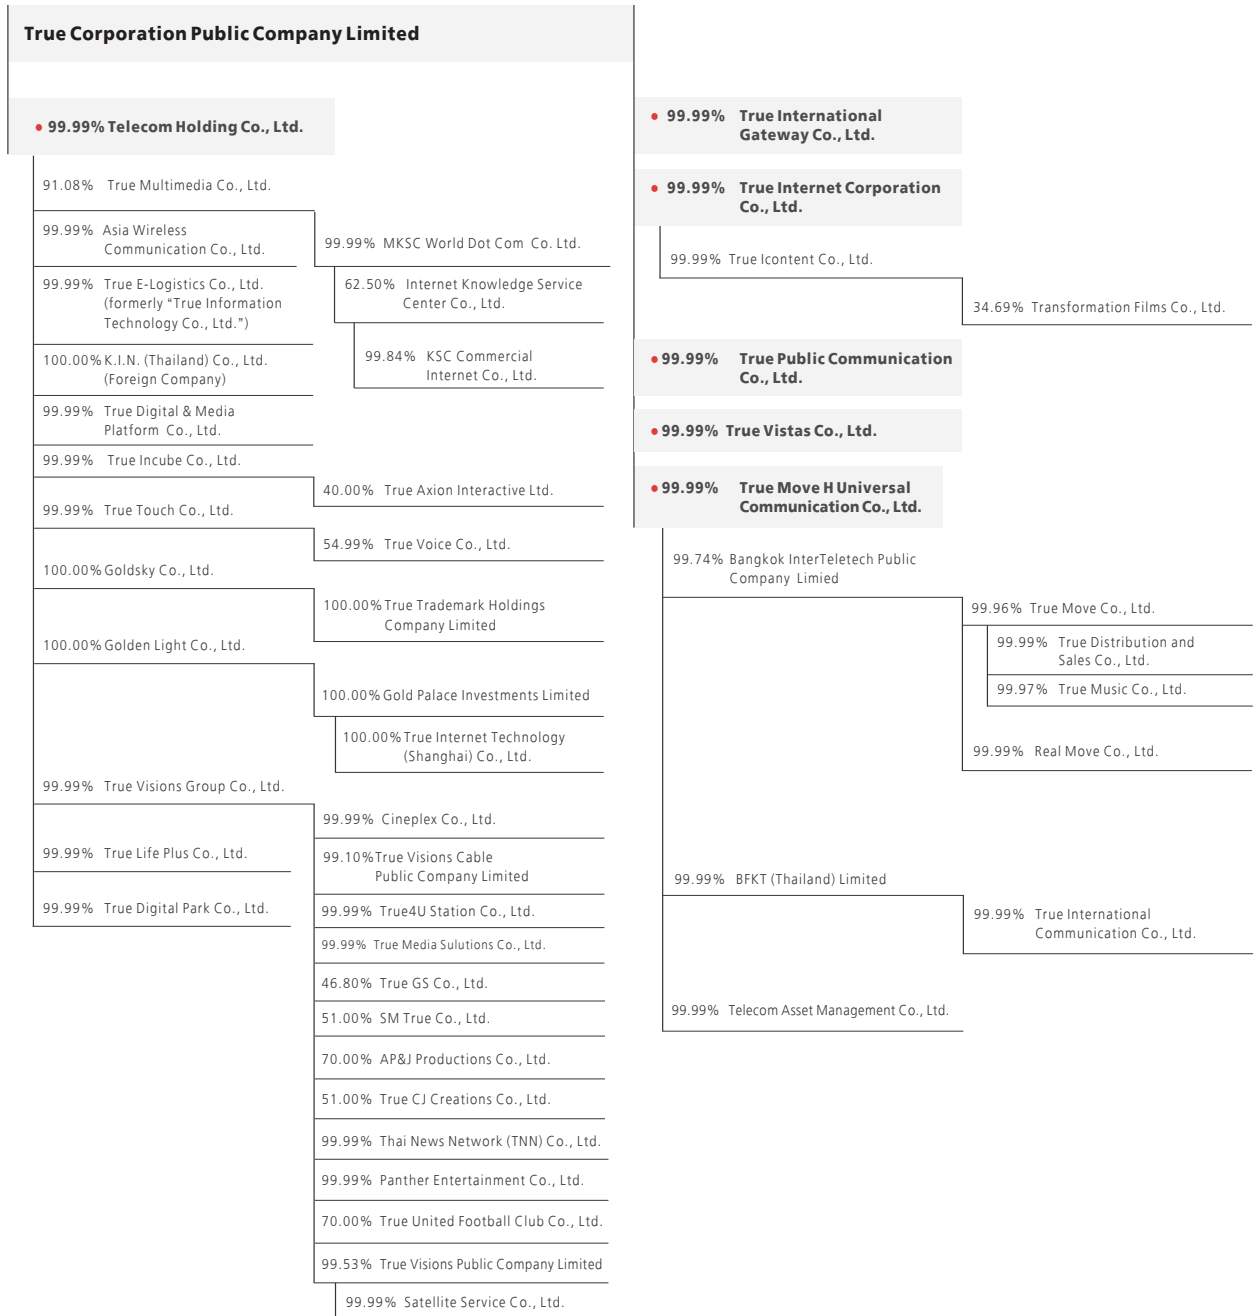 True Corporation Public Company Limited
99.99% Telecom Holding Co., Ltd.
91.08% True Multimedia Co., Ltd.
99.99% MKSC World Dot Com Co. Ltd.
62.50% Internet Knowledge Service
Center Co., Ltd.
99.84% KSC Commercial
Internet Co., Ltd.
99.99% Asia Wireless
Communication Co., Ltd.
99.99% True E-Logistics Co., Ltd.
(formerly “True Information
Technology Co., Ltd.”)
100.00% K.I.N. (Thailand) Co., Ltd.
(Foreign Company)
99.99% True Digital & Media
Platform Co., Ltd.
99.99% True Incube Co., Ltd.
40.00% True Axion Interactive Ltd.
99.99% True Touch Co., Ltd.
54.99% True Voice Co., Ltd.
100.00% Goldsky Co., Ltd.
100.00% True Trademark Holdings
Company Limited
100.00% Golden Light Co., Ltd.
100.00% Gold Palace Investments Limited
100.00% True Internet Technology
(Shanghai) Co., Ltd.
99.99% True Visions Group Co., Ltd.
99.99% Cineplex Co., Ltd.
99.10% True Visions Cable
Public Company Limited
99.99% True4U Station Co., Ltd.
99.99% True Media Sulutions Co., Ltd.
46.80% True GS Co., Ltd.
51.00% SM True Co., Ltd.
70.00% AP&J Productions Co., Ltd.
51.00% True CJ Creations Co., Ltd.
99.99% Thai News Network (TNN) Co., Ltd.
99.99% Panther Entertainment Co., Ltd.
70.00% True United Football Club Co., Ltd.
99.53% True Visions Public Company Limited
99.99% Satellite Service Co., Ltd.
99.99% True Life Plus Co., Ltd.
99.99% True Digital Park Co., Ltd.
99.99% True International
Gateway Co., Ltd.
99.99% True Internet Corporation
Co., Ltd.
99.99% True Icontent Co., Ltd.
34.69% Transformation Films Co., Ltd.
99.99% True Public Communication
Co., Ltd.
99.99% True Vistas Co., Ltd.
99.99% True Move H Universal
Communication Co., Ltd.
99.74% Bangkok InterTeletech Public
Company Limied
99.96% True Move Co., Ltd.
99.99% True Distribution and
Sales Co., Ltd.
99.97% True Music Co., Ltd.
99.99% Real Move Co., Ltd.
99.99% BFKT (Thailand) Limited
99.99% True International
Communication Co., Ltd.
99.99% Telecom Asset Management Co., Ltd.